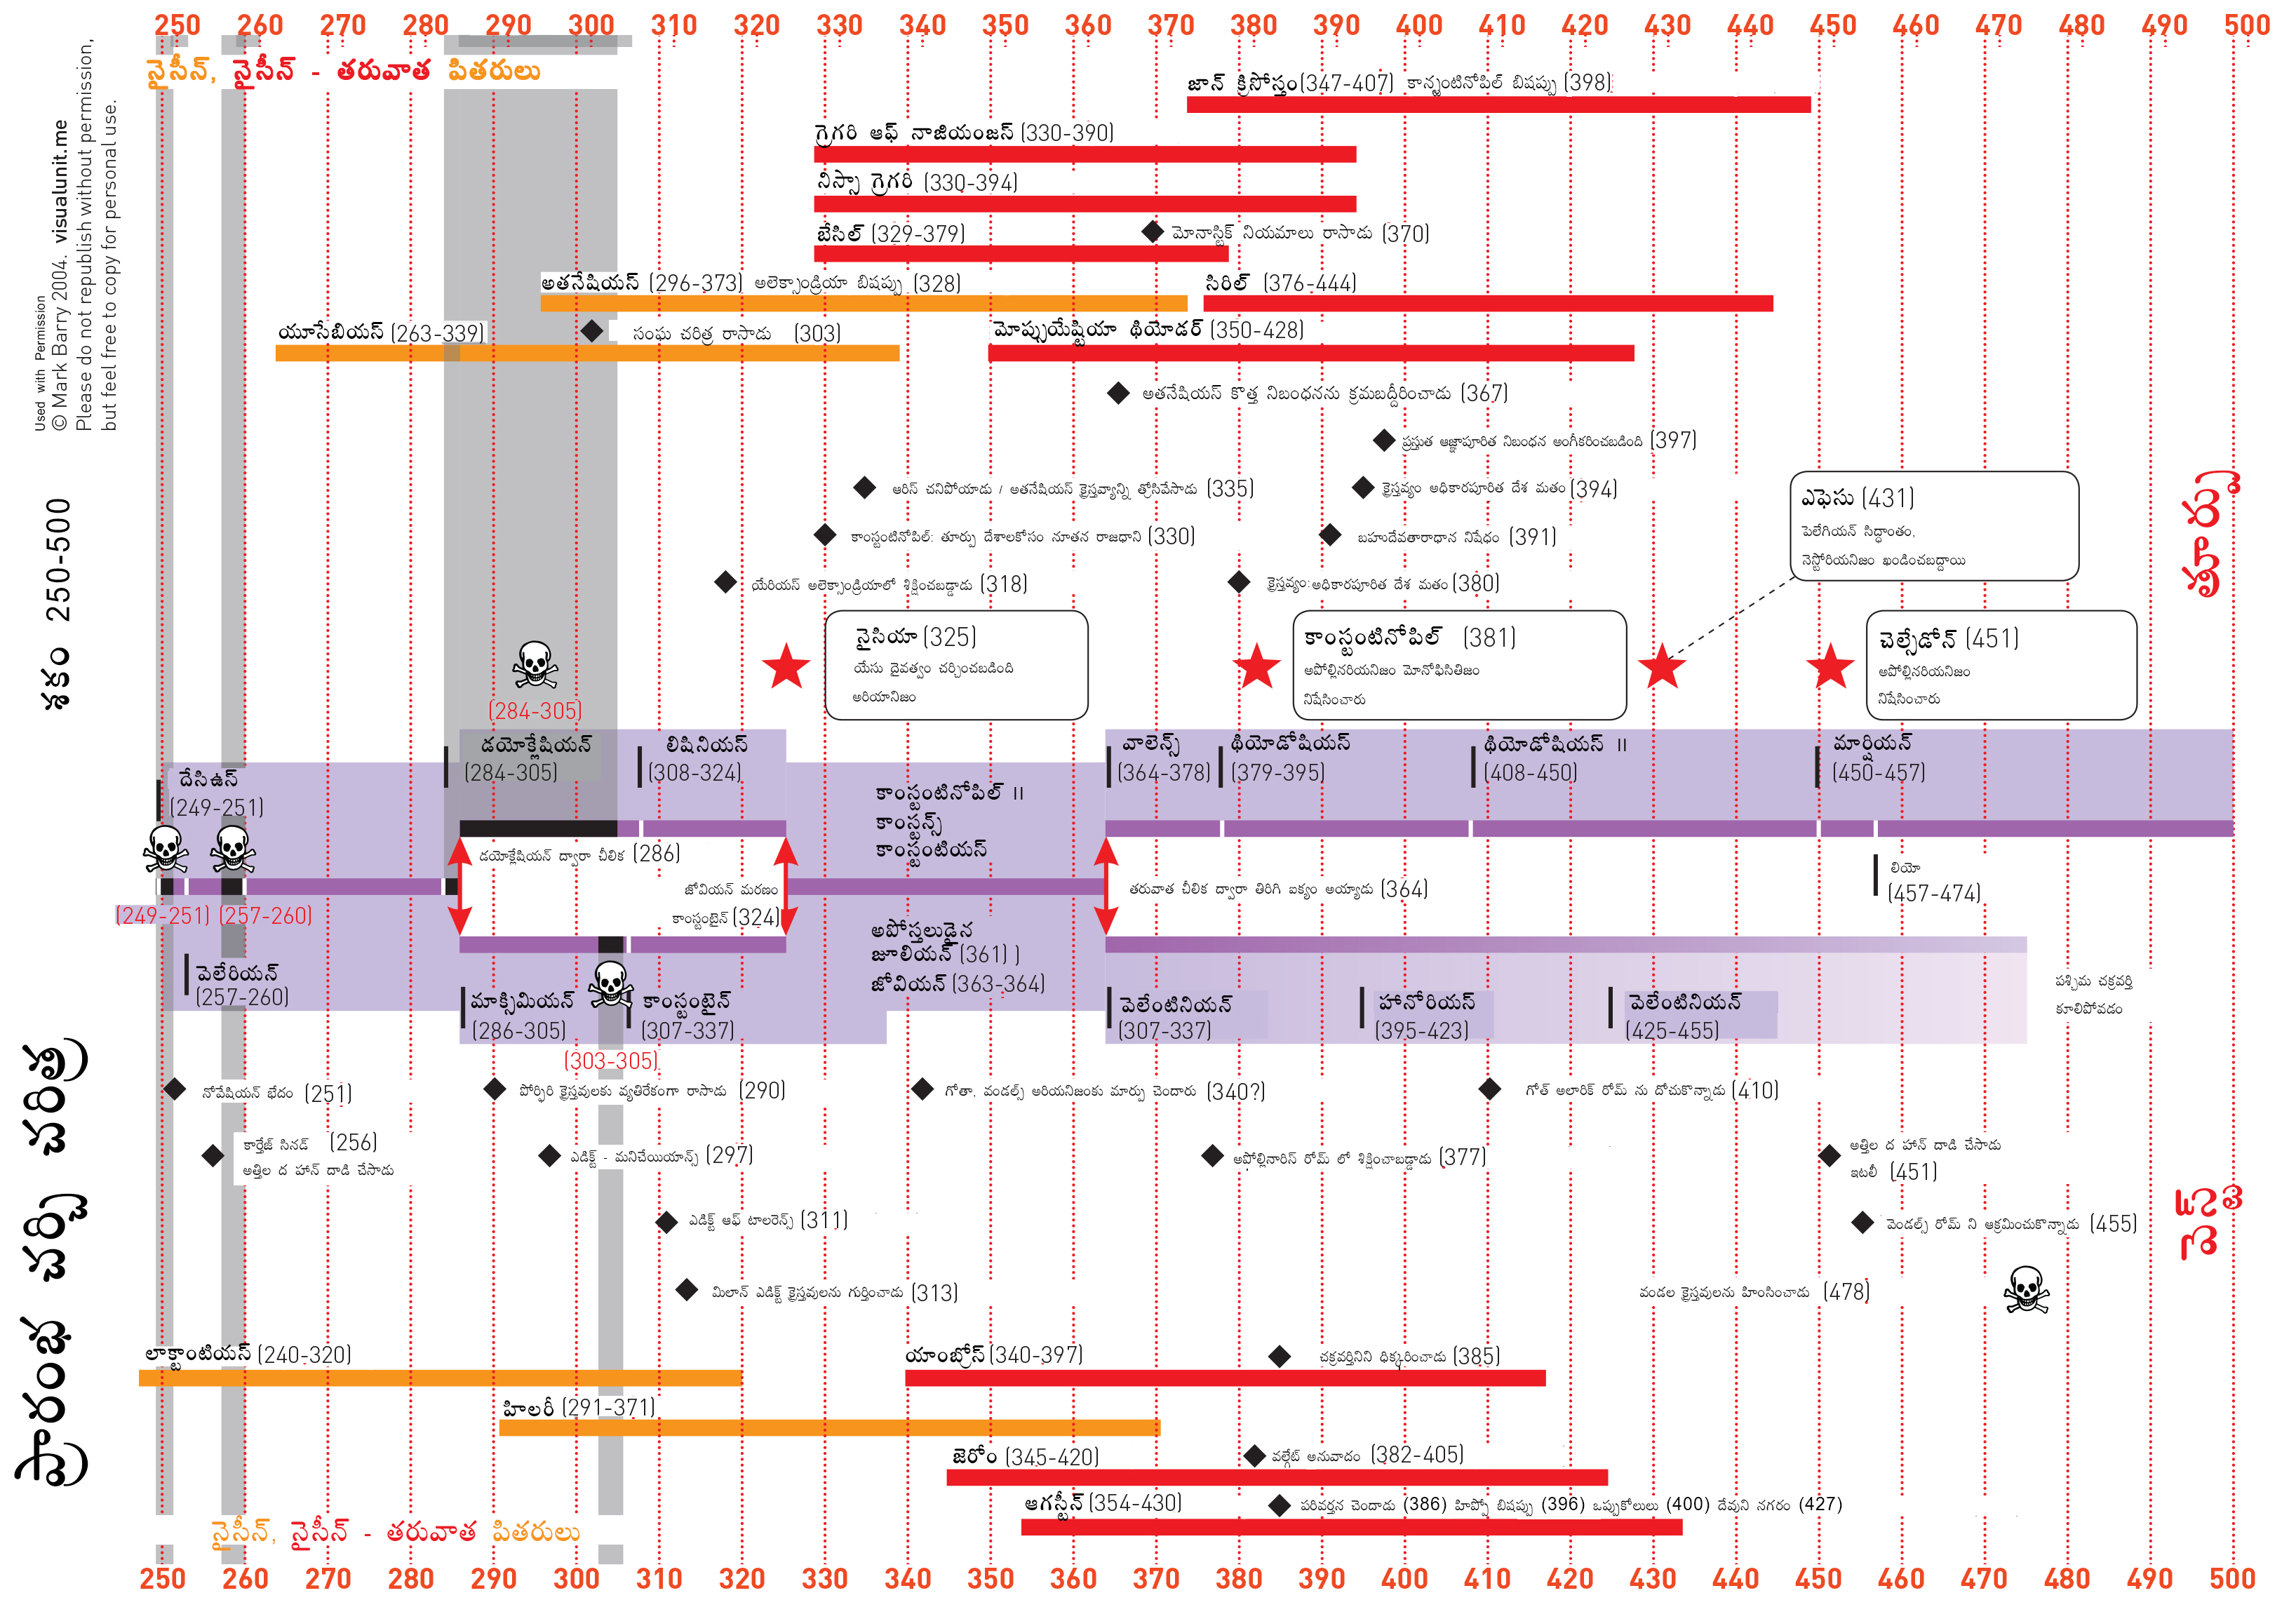 250 260 270 280 290 300 310 320 330 340 350 360 370 380 390 400 410 420 430 440 450 460 470 480 490 500
నైసీన్, నైసీన్ - తరువాత పితరులు
Used with Permission
© Mark Barry 2004. visualunit.me
Please do not republish without permission,
but feel free to copy for personal use.
జాన్ క్రిసోస్తం(347-407) కాన్స్టంటినోపిల్ బిషప్పు (398)
గ్రెగరి ఆఫ్ నాజియంజస్ (330-390)
నీస్సా గ్రెగరి (330-394)
బేసిల్ (329-379)
మోనాస్టిక్ నియమాలు రాసాడు (370)
అతనేషియస్ (296-373) అలెక్సాండ్రియా బిషప్పు (328)
సిరిల్ (376-444)
యూసేబియస్ (263-339)
సంఘ చరిత్ర రాసాడు (303)
మోప్సుయేష్టియా థియోడర్ (350-428)
అతనేషియస్ కొత్త నిబంధనను క్రమబద్దీరించాడు (367)
ప్రస్తుత ఆజ్ఞాపూరిత నిబంధన అంగీకరించబడింది (397)
ఆరిస్ చనిపోయాడు / అతనేషియస్ క్రైస్తవ్యాన్ని త్రోసివేసాడు (335)
క్రైస్తవ్యం అధికారపూరిత దేశ మతం (394)
కాంస్టంటినోపిల్: తూర్పు దేశాలకోసం నూతన రాజధాని (330)
బహుదేవతారాధాన నిషేధం (391)
యేరియస్ అలెక్సాండ్రియాలో శిక్షించబడ్డాడు (318)
క్రైస్తవ్యం: అధికారపూరిత దేశ మతం (380)
ఎఫెసు (431)
పెలేగియన్ సిద్ధాంతం,
నెస్టోరియనిజం ఖండించబడ్డాయి
శకం 250-500
తూర్పు
నైసియా (325)
యేసు దైవత్వం చర్చించబడింది
అరియానిజం
కాంస్టంటినోపిల్ (381)
అపోల్లినరియనిజం మోనోఫిసితిజం
నిషేసించారు
చెల్సేడోన్ (451)
అపోల్లినరియనిజం
నిషేసించారు
(284-305)
డయోక్లేషియన్
(284-305)
లిషినియస్
(308-324)
వాలెన్స్
(364-378)
థియోడోషియస్
(379-395)
థియోడోషియస్ II
(408-450)
మార్షియన్
(450-457)
దేసిఉస్
(249-251)
కాంస్టంటినోపిల్ II
కాంస్టన్స్
కాంస్టంటియస్
డయోక్లేషియన్ ద్వారా చీలిక (286)
జోవియన్ మరణం
కాంస్టంటైన్ (324)
తరువాత చీలిక ద్వారా తిరిగి ఐక్యం అయ్యాడు (364)
లియో
(457-474)
(249-251) (257-260)
అపోస్తలుడైన
జూలియన్ (361) )
జోవియన్ (363-364)
వెలేరియన్
(257-260)
మాక్సిమియన్
(286-305)
కాంస్టంటైన్
(307-337)
(303-305)
వెలెంటినియన్
(307-337)
హానోరియస్
(395-423)
వెలెంటినియన్
(425-455)
పశ్చిమ చక్రవర్తి
కూలిపోవడం
నోవేషియన్ భేదం (251)
పోర్ఫిరి క్రైస్తవులకు వ్యతిరేకంగా రాసాడు (290)
గోతా, వండల్స్ అరియనిజంకు మార్పు చెందారు (340?)
గోత్ అలారిక్ రోమ్ ను దోచుకొన్నాడు (410)
కార్తేజ్ సినడ్ (256)
అత్తిల ద హాన్ దాడి చేసాడు
ఎడిక్ట్ - మనిచేయియాన్స్ (297)
అపోల్లినారిస్ రోమ్ లో శిక్షించాబడ్డాడు (377)
అత్తిల ద హాన్ దాడి చేసాడు
ఇటలీ (451)
ఎడిక్ట్ ఆఫ్ టాలరెన్స్ (311)
వెండల్స్ రోమ్ ని ఆక్రమించుకొన్నాడు (455)
మిలాన్ ఎడిక్ట్ క్రైస్తవులను గుర్తించాడు (313)
వండల క్రైస్తవులను హింసించాడు (478)
ప్రారంభ చర్చి చరిత్ర
వెస్ట్
లాక్టాంటియస్ (240-320)
యాంబ్రోస్ (340-397)
చక్రవర్తినిని ధిక్కరించాడు (385)
హిలరీ (291-371)
జెరోం (345-420)
వల్గేట్ అనువాదం (382-405)
ఆగస్టీన్ (354-430)
పరివర్తన చెందాడు (386) హిప్పో బిషప్పు (396) ఒప్పుకోలులు (400) దేవుని నగరం (427)
నైసీన్, నైసీన్ - తరువాత పితరులు
250 260 270 280 290 300 310 320 330 340 350 360 370 380 390 400 410 420 430 440 450 460 470 480 490 500